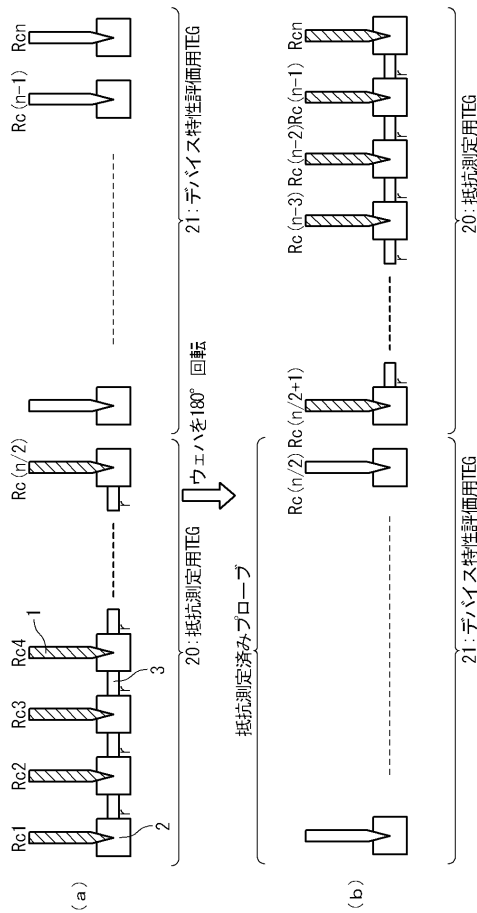 (a)
Rc1 Rc2 Rc3 Rc4 Rc(n/2) Rc(n-1) Rcn
1
2
3
r r r r r
20:抵抗測定用TEG
21:デバイス特性評価用TEG
ウェハを180° 回転
(b)
抵抗測定済みプローブ
Rc(n/2) Rc(n/2+1) Rc(n-3) Rc(n-2) Rc(n-1) Rcn
r r r r r
21:デバイス特性評価用TEG
20:抵抗測定用TEG